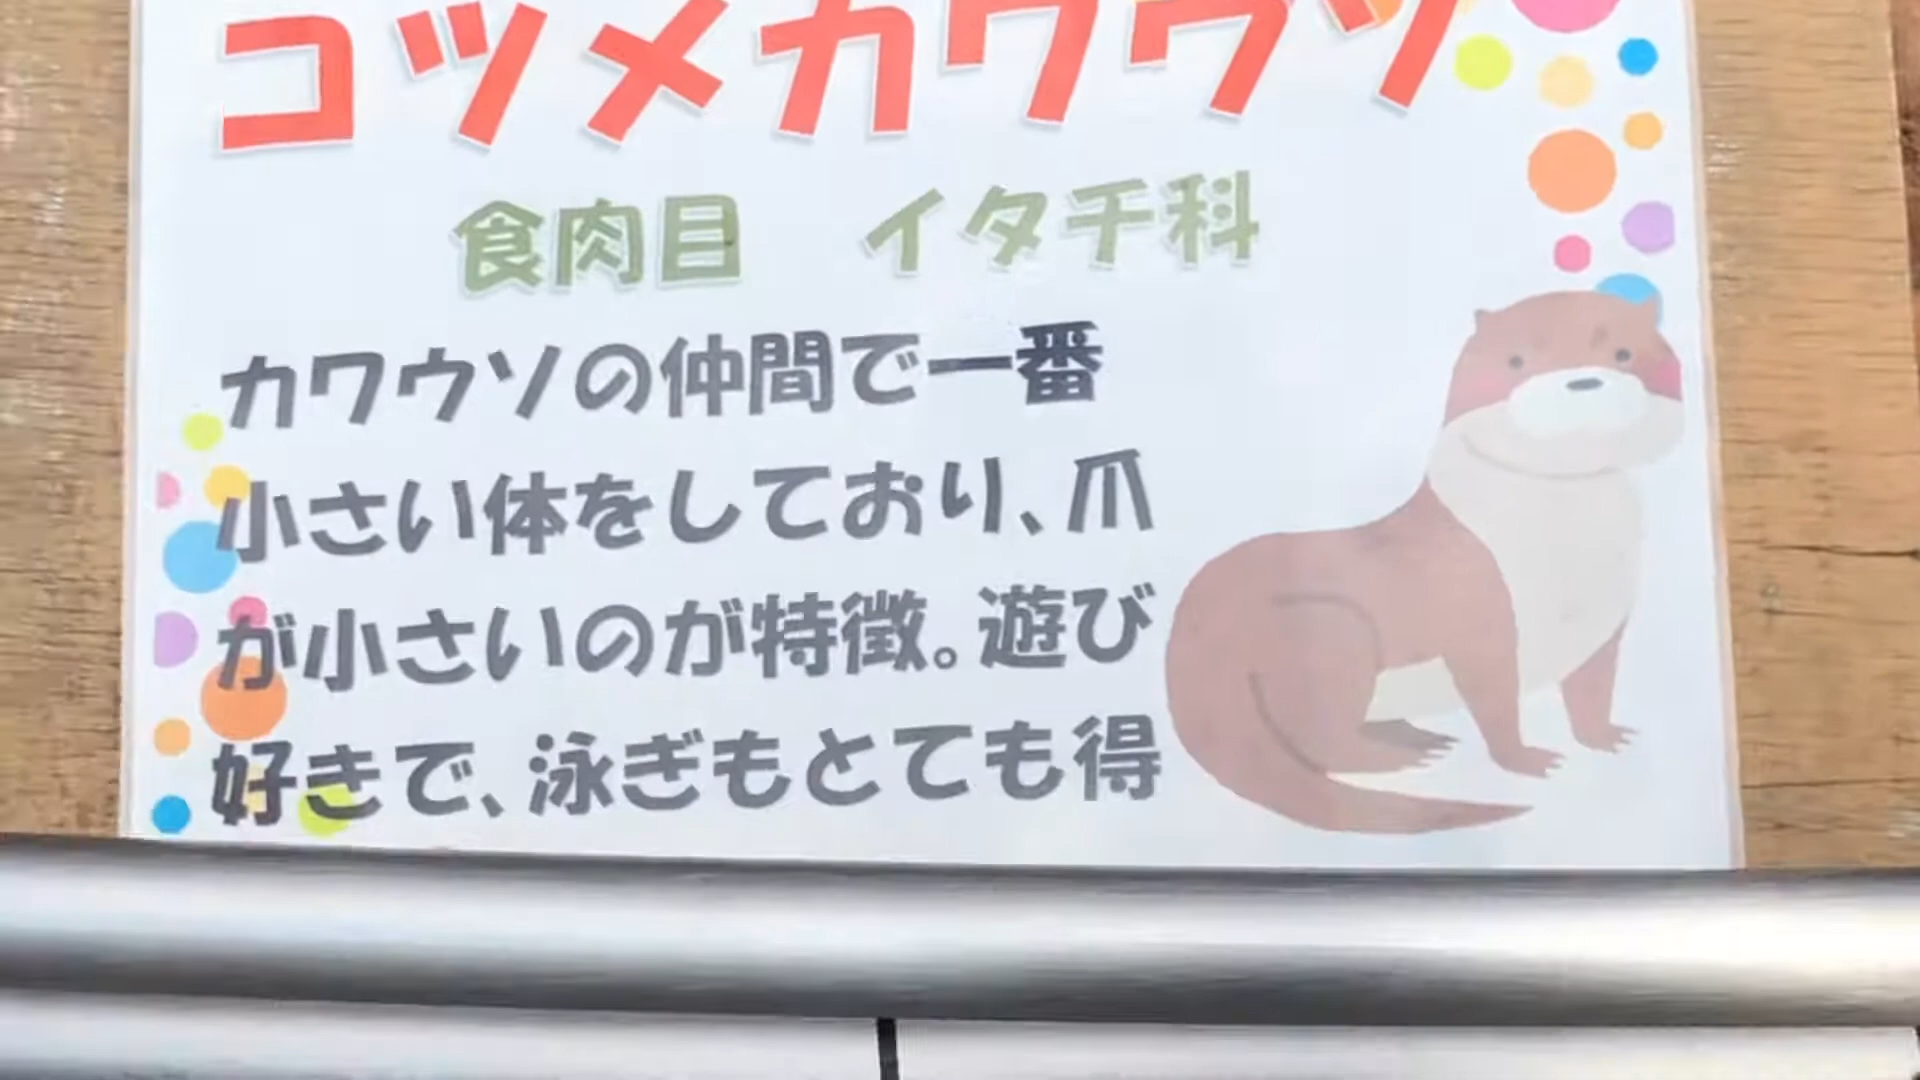 コツメカワウソ
食肉目　イタチ科
カワウソの仲間で一番
小さい体をしており、爪
が小さいのが特徴。遊び
好きで、泳ぎもとても得